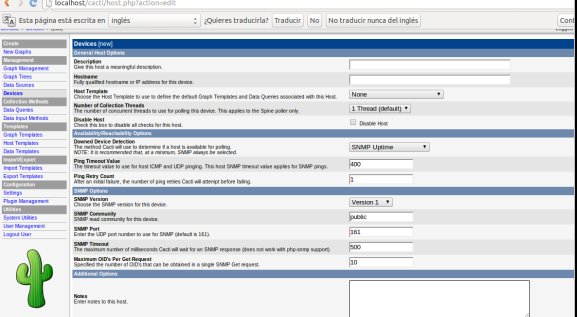 localhost/cacti/host.php?action=edit
Esta página está escrita en inglés ¿Quieres traducirla? Traducir No No traducir nunca del inglés
Create
New Graphs
Management
Graph Management
Graph Trees
Data Sources
Devices
Collection Methods
Data Queries
Data Input Methods
Templates
Graph Templates
Host Templates
Data Templates
Import/Export
Import Templates
Export Templates
Configuration
Settings
Plugin Management
Utilities
System Utilities
User Management
Logout User
Devices [new]
General Host Options
Description
Give this host a meaningful description.
Hostname
Fully qualified hostname or IP address for this device.
Host Template
Choose the Host Template to use to define the default Graph Templates and Data Queries associated with this Host.
None
Number of Collection Threads
The number of concurrent threads to use for polling this device. This applies to the Spine poller only.
1 Thread (default)
Disable Host
Check this box to disable all checks for this host.
Disable Host
Availability/Reachability Options
Downed Device Detection
The method Cacti will use to determine if a host is available for polling.
NOTE: It is recommended that, at a minimum, SNMP always be selected.
SNMP Uptime
Ping Timeout Value
The timeout value to use for host ICMP and UDP pinging. This host SNMP timeout value applies for SNMP pings.
400
Ping Retry Count
After an initial failure, the number of ping retries Cacti will attempt before failing.
1
SNMP Options
SNMP Version
Choose the SNMP version for this device.
Version 1
SNMP Community
SNMP read community for this device.
public
SNMP Port
Enter the UDP port number to use for SNMP (default is 161).
161
SNMP Timeout
The maximum number of milliseconds Cacti will wait for an SNMP response (does not work with php-snmp support).
500
Maximum OID's Per Get Request
Specified the number of OID's that can be obtained in a single SNMP Get request.
10
Additional Options
Notes
Enter notes to this host.